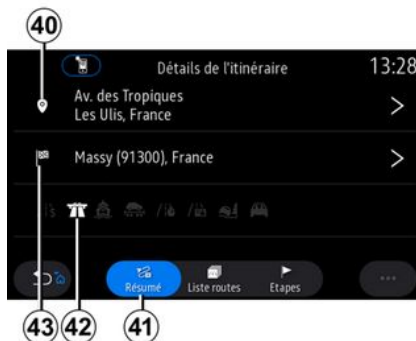 40
Détails de l'itinéraire
13:28
Av. des Tropiques
Les Ulis, France
Massy (91300), France
Résumé
Liste routes
Etapes
43
42
41